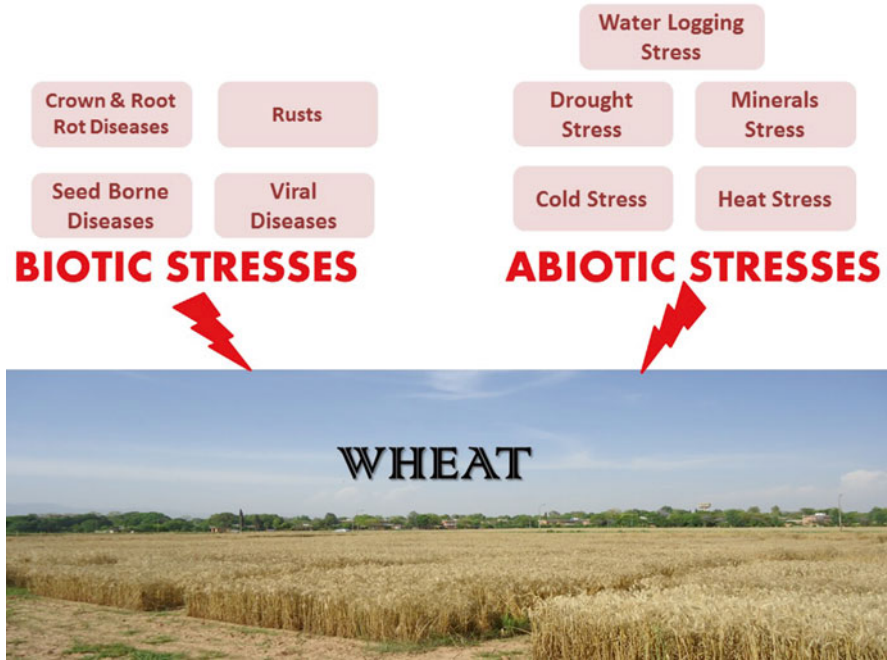 Crown & Root
Rot Diseases
Rusts
Seed Borne
Diseases
Viral
Diseases
BIOTIC STRESSES
Water Logging
Stress
Drought
Stress
Minerals
Stress
Cold Stress
Heat Stress
ABIOTIC STRESSES
WHEAT